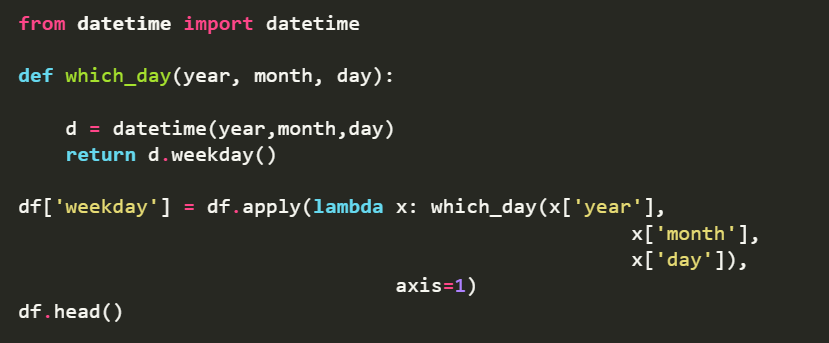 from datetime import datetime
def which_day(year, month, day):
    d = datetime(year,month,day)
    return d.weekday()
df['weekday'] = df.apply(lambda x: which_day(x['year'],
                                                    x['month'],
                                                    x['day']),
                                axis=1)
df.head()